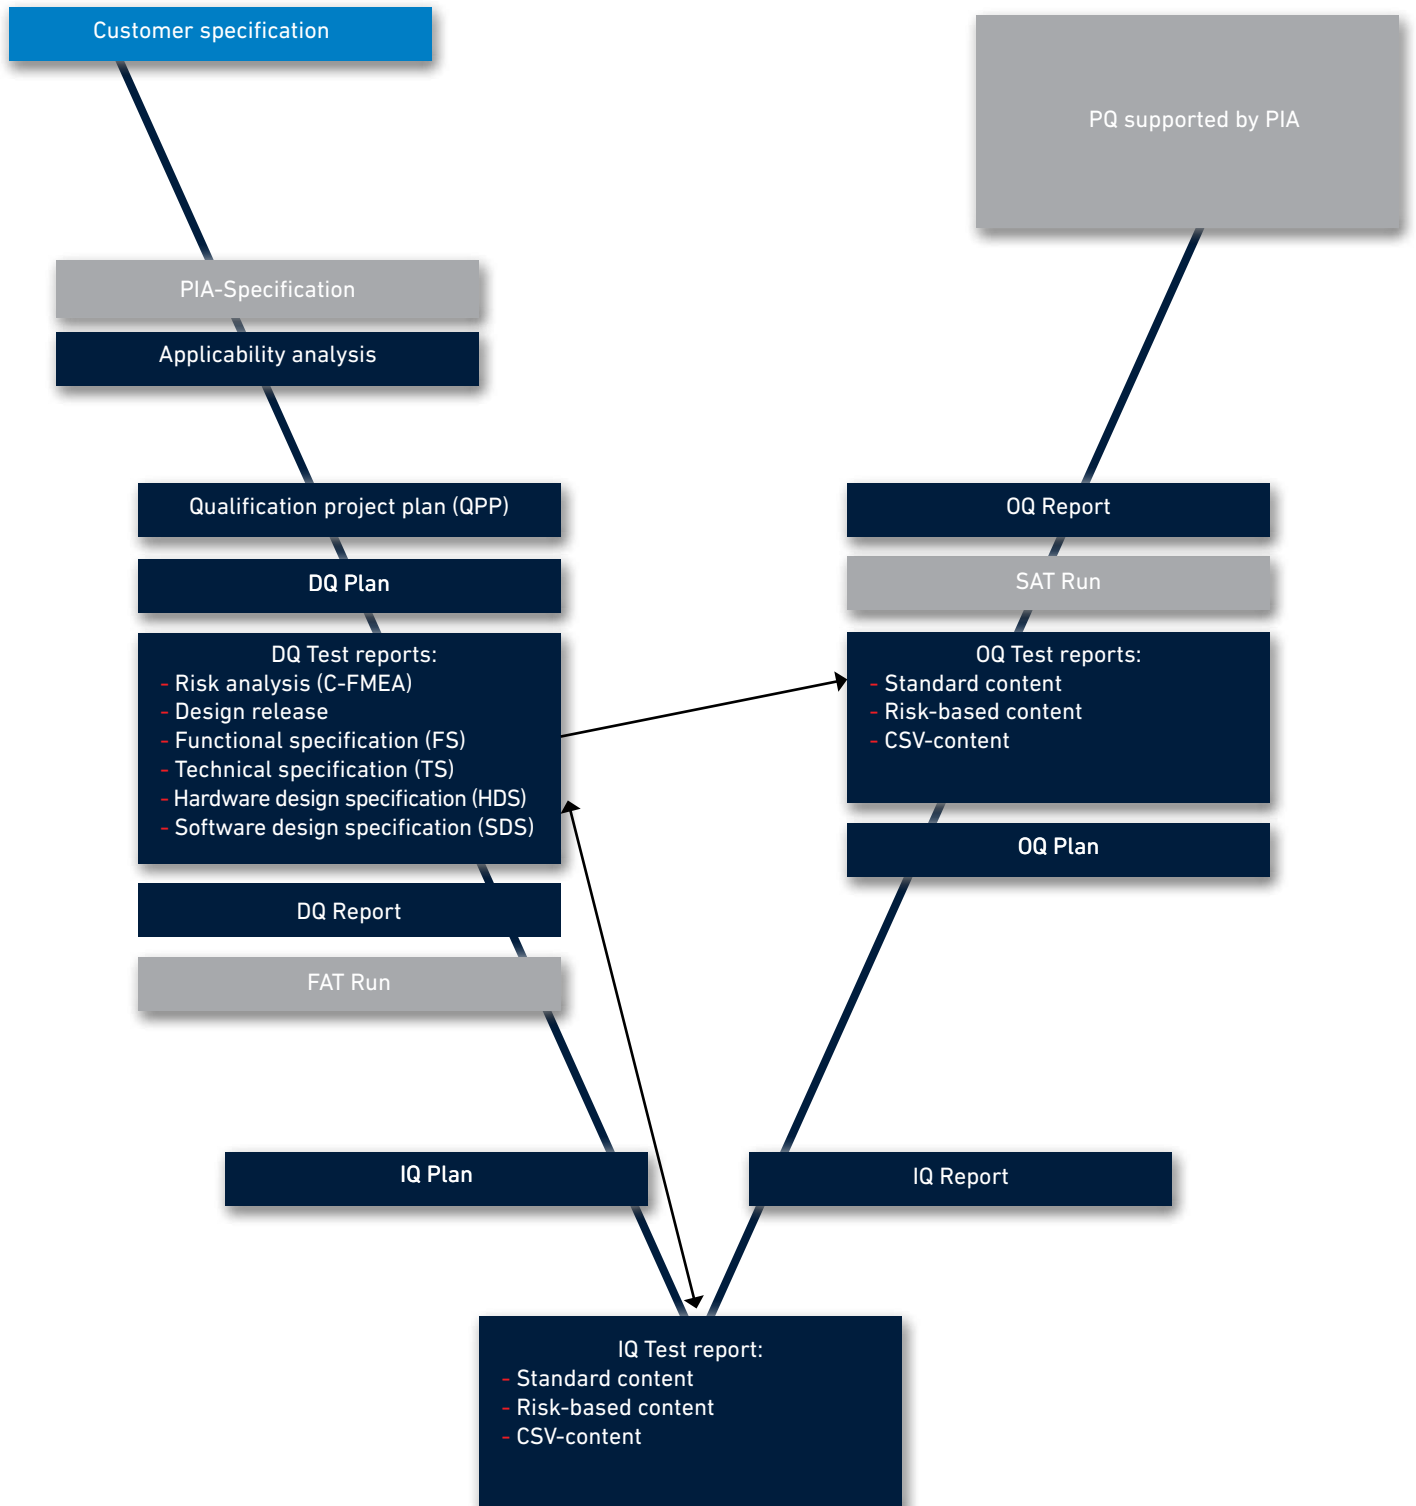 Customer specification
PQ supported by PIA
PIA-Specification
Applicability analysis
Qualification project plan (QPP)
DQ Plan
DQ Test reports:
- Risk analysis (C-FMEA)
- Design release
- Functional specification (FS)
- Technical specification (TS)
- Hardware design specification (HDS)
- Software design specification (SDS)
DQ Report
FAT Run
OQ Report
SAT Run
OQ Test reports:
- Standard content
- Risk-based content
- CSV-content
OQ Plan
IQ Plan
IQ Report
IQ Test report:
- Standard content
- Risk-based content
- CSV-content